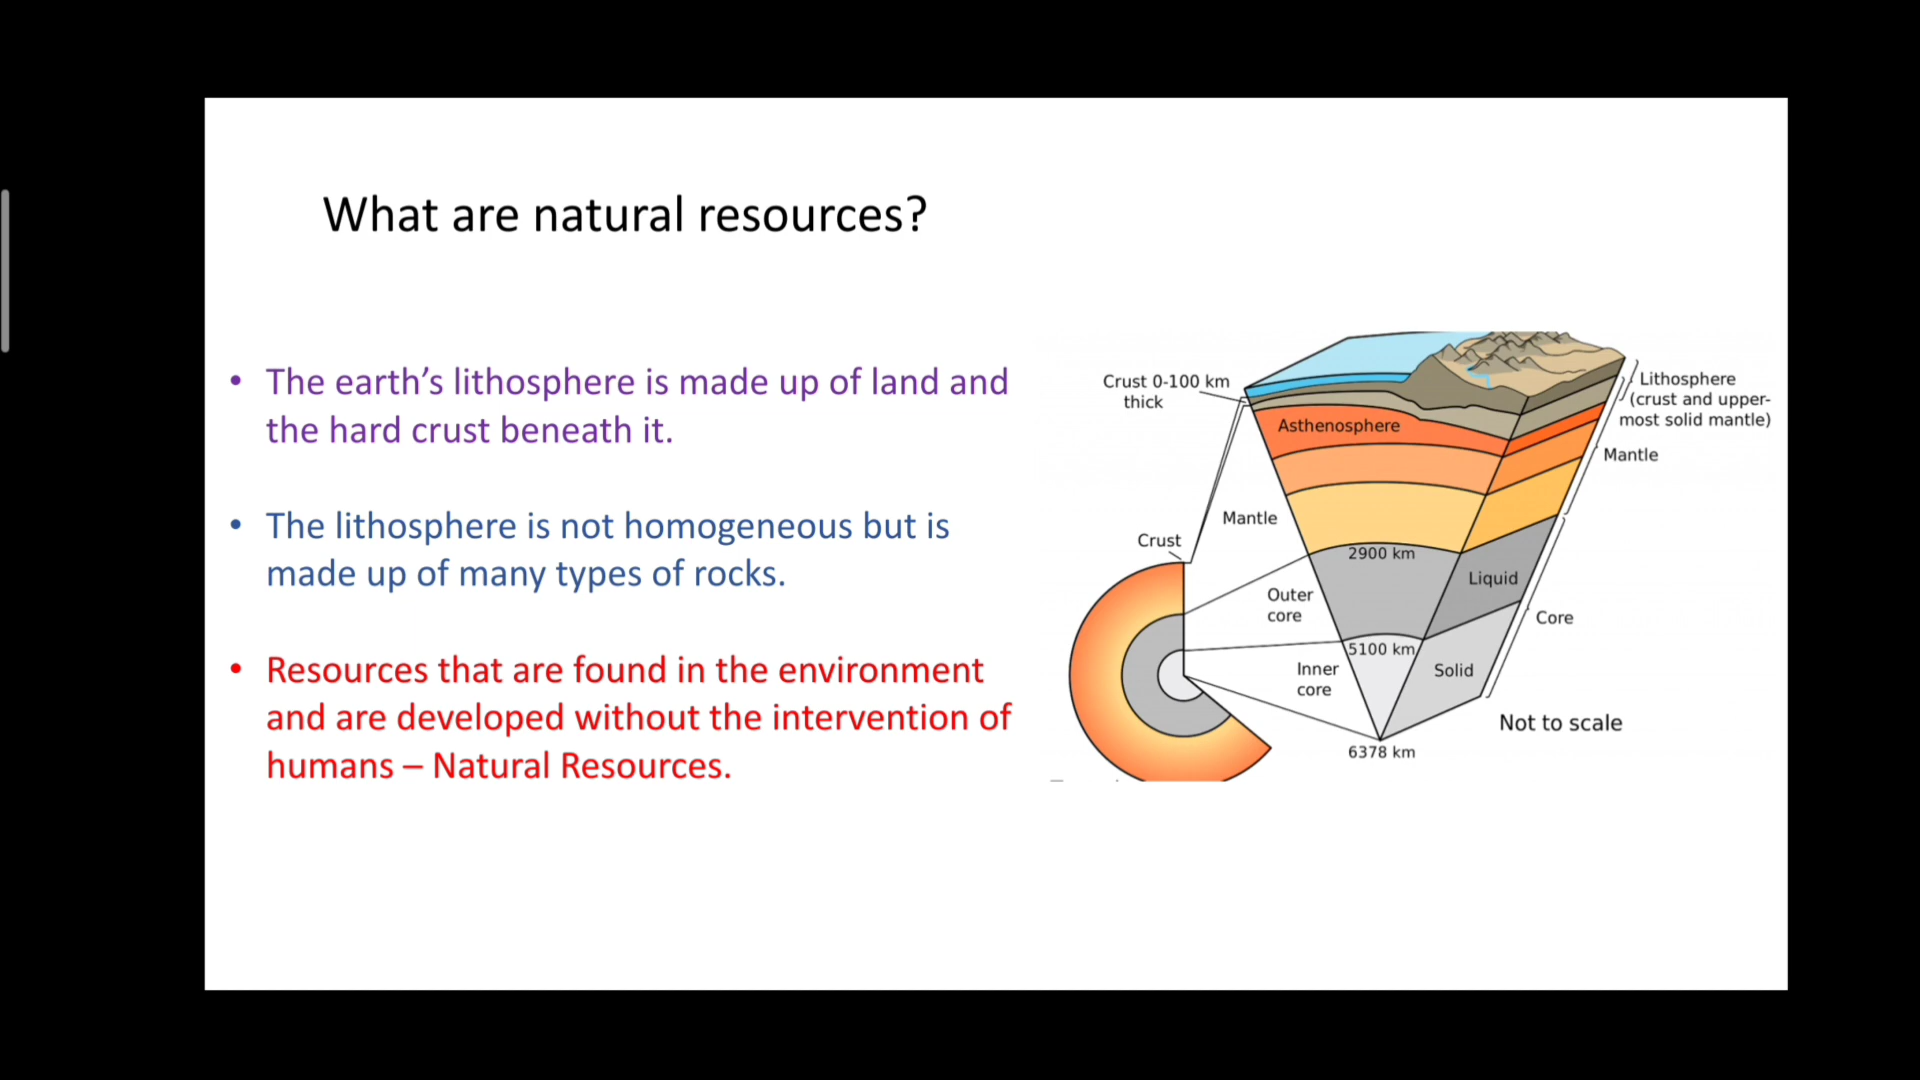 What are natural resources?
• The earth’s lithosphere is made up of land and
the hard crust beneath it.
• The lithosphere is not homogeneous but is
made up of many types of rocks.
• Resources that are found in the environment
and are developed without the intervention of
humans – Natural Resources.
Crust 0-100 km
thick
Asthenosphere
Lithosphere
(crust and upper-
most solid mantle)
Mantle
Mantle
Crust
2900 km
Liquid
Outer
core
Core
5100 km
Inner
core
Solid
Not to scale
6378 km